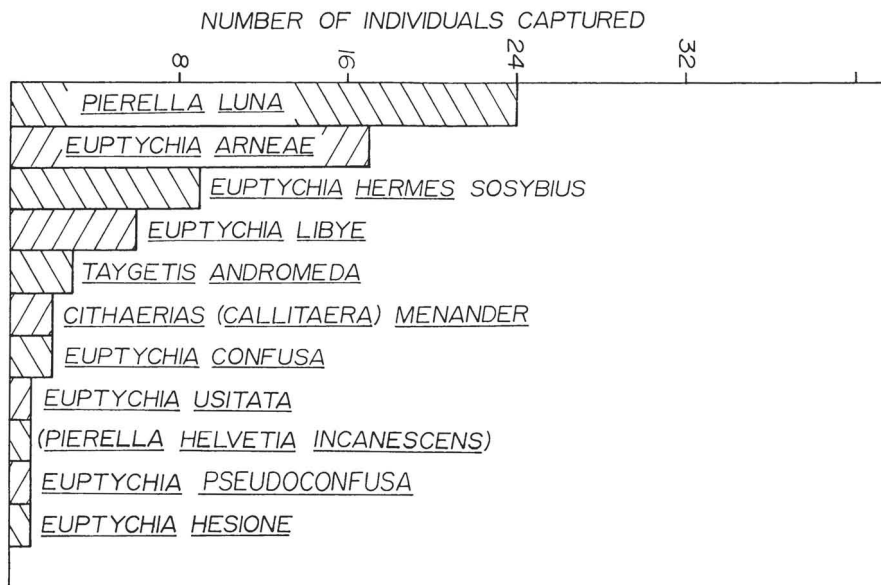 NUMBER OF INDIVIDUALS CAPTURED
8 16 24 32
PIERELLA LUNA
EUPTYCHIA ARNEAE
EUPTYCHIA HERMES SOSYBIUS
EUPTYCHIA LIBYE
TAYGETIS ANDROMEDA
CITHAERIAS (CALLITAERA) MENANDER
EUPTYCHIA CONFUSA
EUPTYCHIA USITATA
(PIERELLA HELVETIA INCANESCENS)
EUPTYCHIA PSEUDOCONFUSA
EUPTYCHIA HESIONE